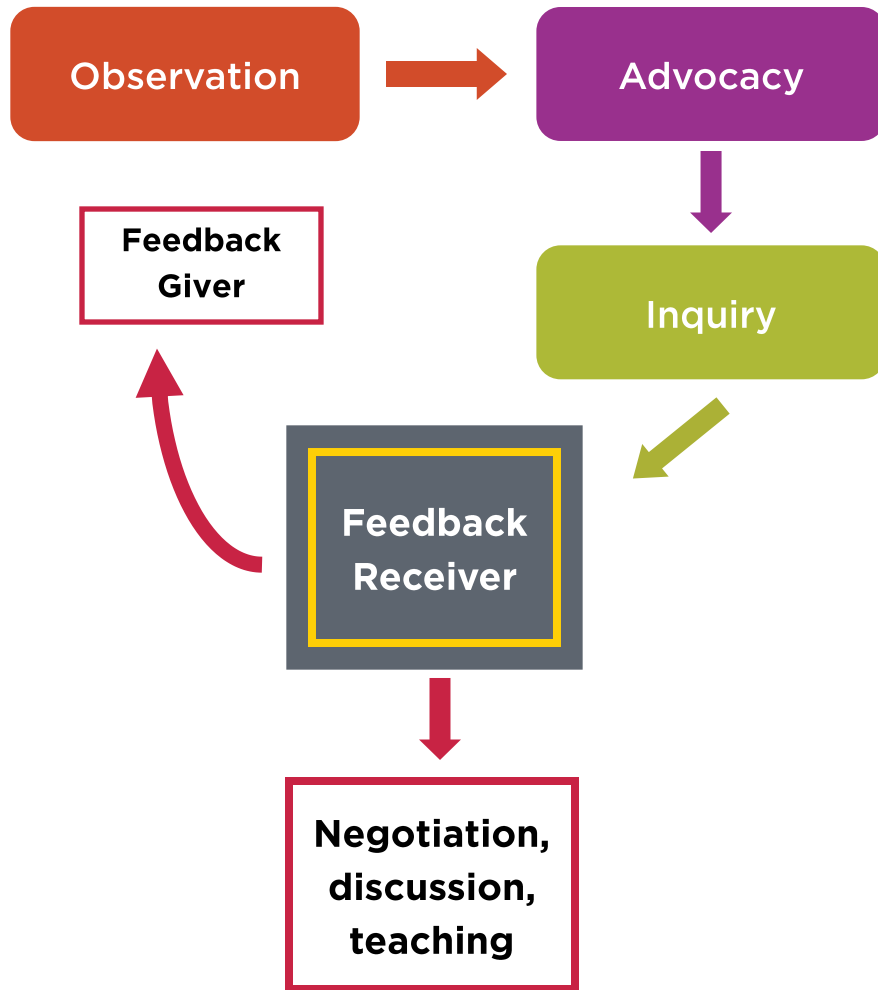 Observation
Advocacy
Feedback
Giver
Inquiry
Feedback
Receiver
Negotiation,
discussion,
teaching